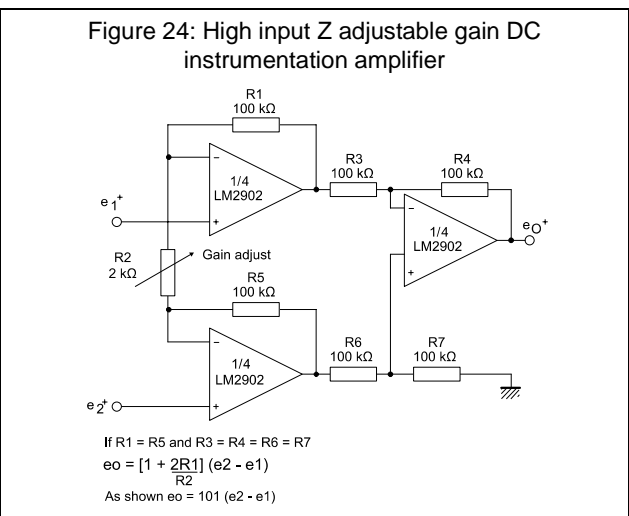 Figure 24: High input Z adjustable gain DC
instrumentation amplifier
R1
100 kΩ
R3
100 kΩ
R4
100 kΩ
1/4
LM2902
e1+
eO+
1/4
LM2902
R2
2 kΩ
Gain adjust
R5
100 kΩ
R6
100 kΩ
R7
100 kΩ
1/4
LM2902
e2+
If R1 = R5 and R3 = R4 = R6 = R7
eo = [1 + 2R1] (e2 - e1)
R2
As shown eo = 101 (e2 - e1)